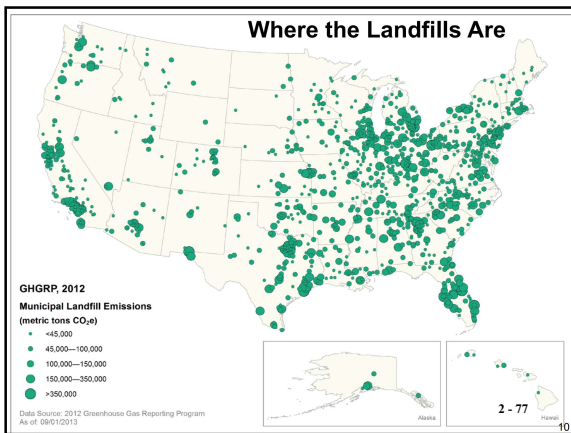 Where the Landfills Are
GHGRP, 2012
Municipal Landfill Emissions
(metric tons CO₂e)
<45,000
45,000—100,000
100,000—150,000
150,000—350,000
>350,000
Data Source: 2012 Greenhouse Gas Reporting Program
As of: 09/01/2013
Alaska
2 - 77
Hawaii
10